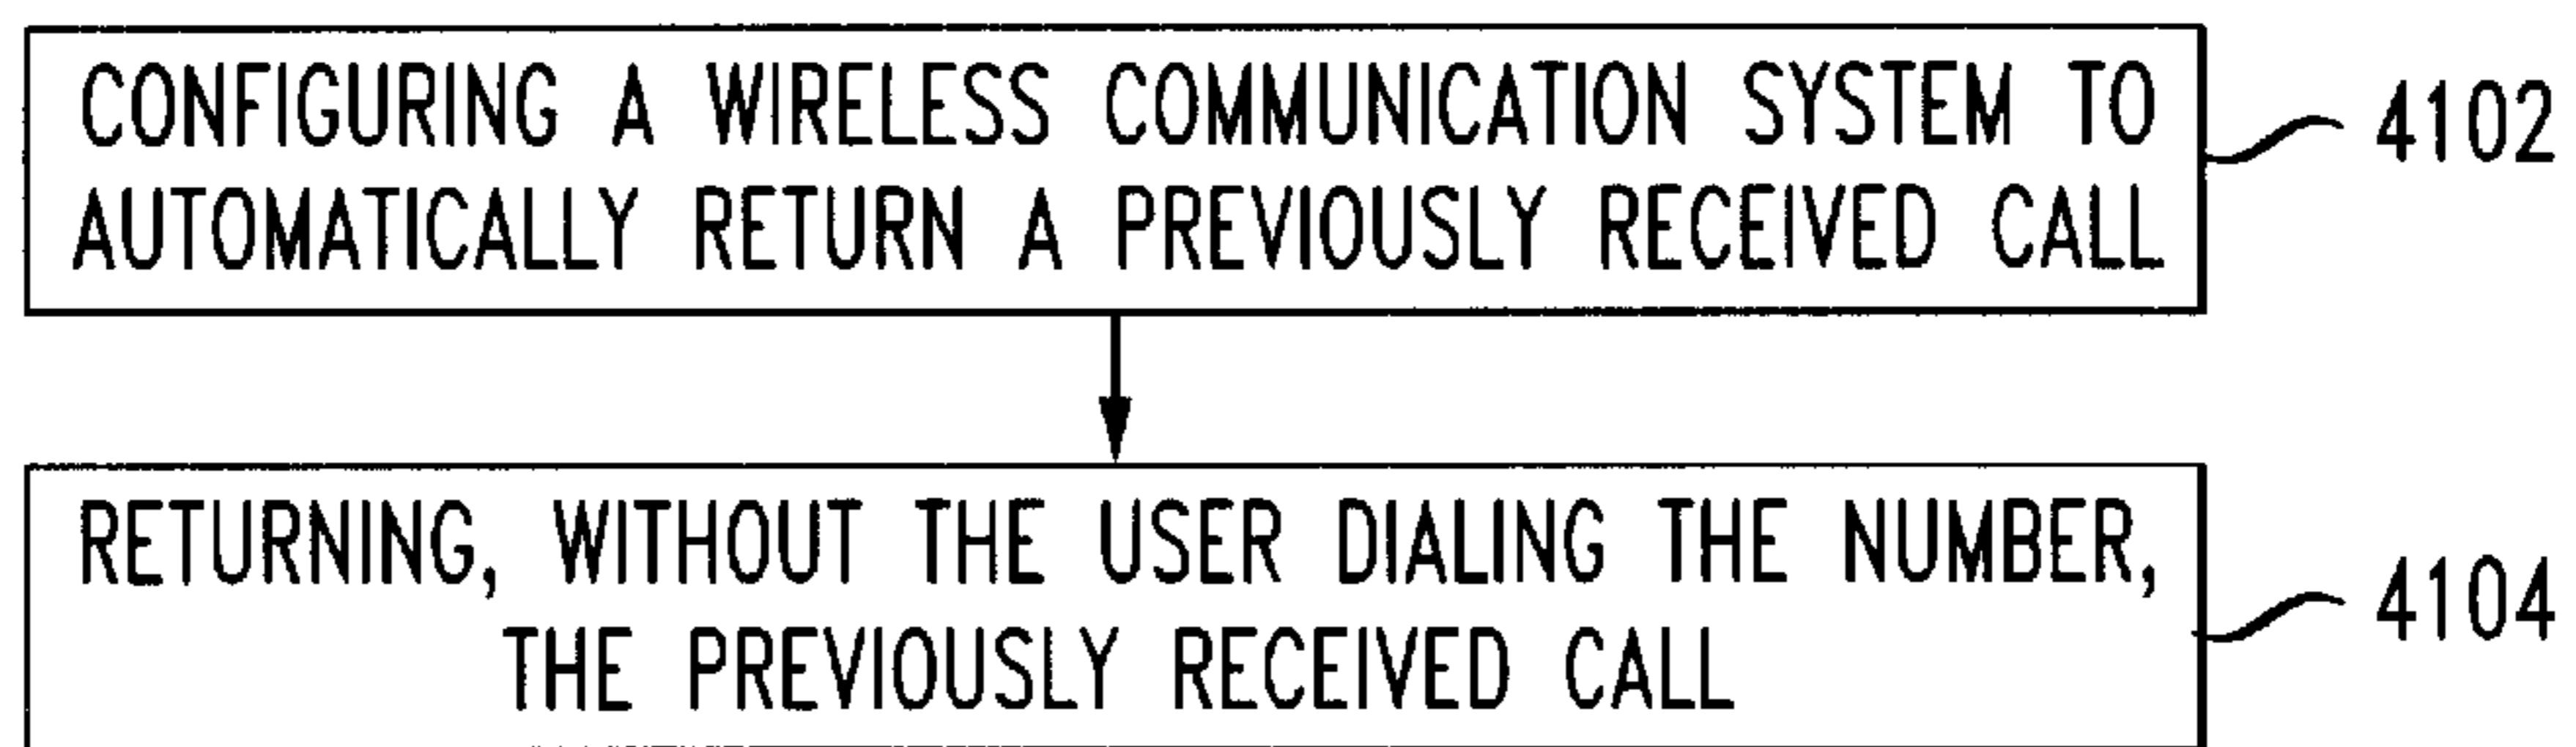 CONFIGURING A WIRELESS COMMUNICATION SYSTEM TO
AUTOMATICALLY RETURN A PREVIOUSLY RECEIVED CALL
4102
RETURNING, WITHOUT THE USER DIALING THE NUMBER,
THE PREVIOUSLY RECEIVED CALL
4104